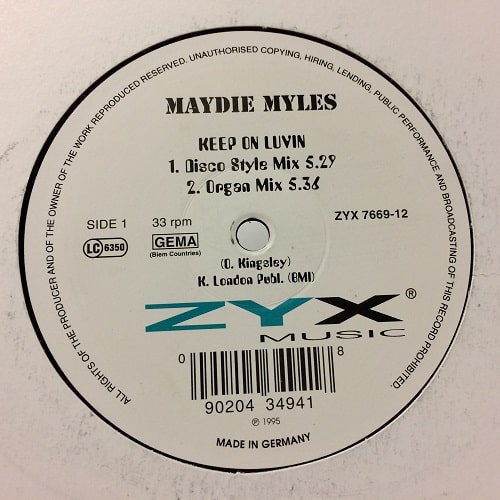 ALL RIGHTS OF THE PRODUCER AND OF THE OWNER OF THE WORK REPRODUCED RESERVED. UNAUTHORISED COPYING, HIRING, LENDING, PUBLIC PERFORMANCE AND BROADCASTING OF THIS RECORD PROHIBITED.
MAYDIE MYLES
KEEP ON LUVIN
1. Disco Style Mix 5.29
2. Organ Mix 5.36
SIDE 1 33 rpm ZYX 7669-12
LC 6350 GEMA
(Biem Countries)
(O. Kingsley)
K. London Publ. (BMI)
ZYX®
MUSIC
0 8
90204 34941
℗ 1995
MADE IN GERMANY